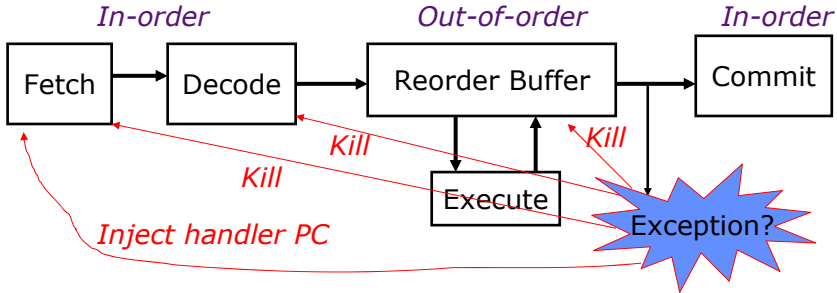 In-order
Out-of-order
In-order
Fetch
Decode
Reorder Buffer
Commit
Kill
Kill
Kill
Execute
Inject handler PC
Exception?